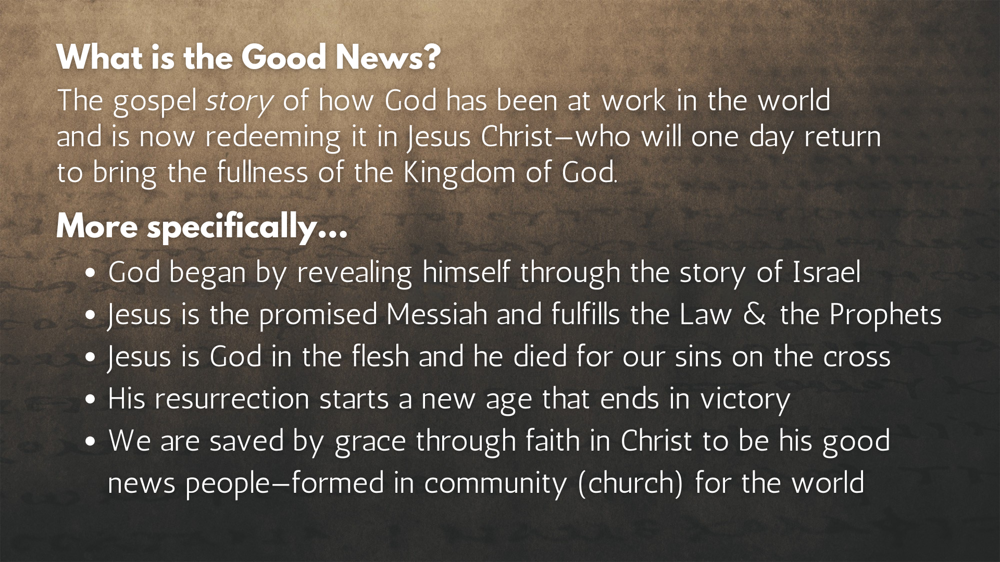 What is the Good News?
The gospel story of how God has been at work in the world
and is now redeeming it in Jesus Christ—who will one day return
to bring the fullness of the Kingdom of God.
More specifically...
• God began by revealing himself through the story of Israel
• Jesus is the promised Messiah and fulfills the Law & the Prophets
• Jesus is God in the flesh and he died for our sins on the cross
• His resurrection starts a new age that ends in victory
• We are saved by grace through faith in Christ to be his good
news people—formed in community (church) for the world